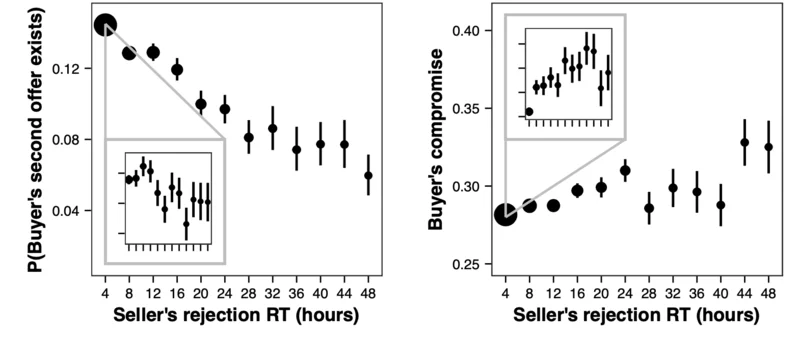 P(Buyer's second offer exists)
0.12
0.08
0.04
4 8 12 16 20 24 28 32 36 40 44 48
Seller's rejection RT (hours)
Buyer's compromise
0.40
0.35
0.30
0.25
4 8 12 16 20 24 28 32 36 40 44 48
Seller's rejection RT (hours)